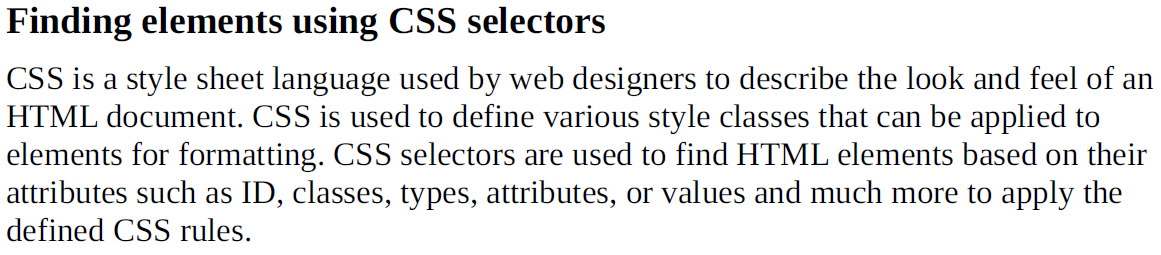 Finding elements using CSS selectors
CSS is a style sheet language used by web designers to describe the look and feel of an
HTML document. CSS is used to define various style classes that can be applied to
elements for formatting. CSS selectors are used to find HTML elements based on their
attributes such as ID, classes, types, attributes, or values and much more to apply the
defined CSS rules.